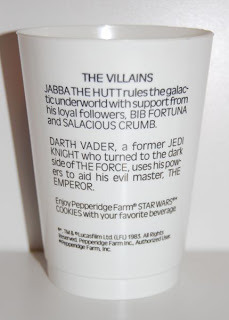 THE VILLAINS
JABBA THE HUTT rules the galac-
tic underworld with support from
his loyal followers, BIB FORTUNA
and SALACIOUS CRUMB.
DARTH VADER, a former JEDI
KNIGHT who turned to the dark
side of THE FORCE, uses his pow-
ers to aid his evil master, THE
EMPEROR.
Enjoy Pepperidge Farm® STAR WARS™*
COOKIES with your favorite beverage.
*, TM & ®Lucasfilm Ltd. (LFL) 1983. All Rights
Reserved. Pepperidge Farm Inc., Authorized User.
®Pepperidge Farm, Inc.